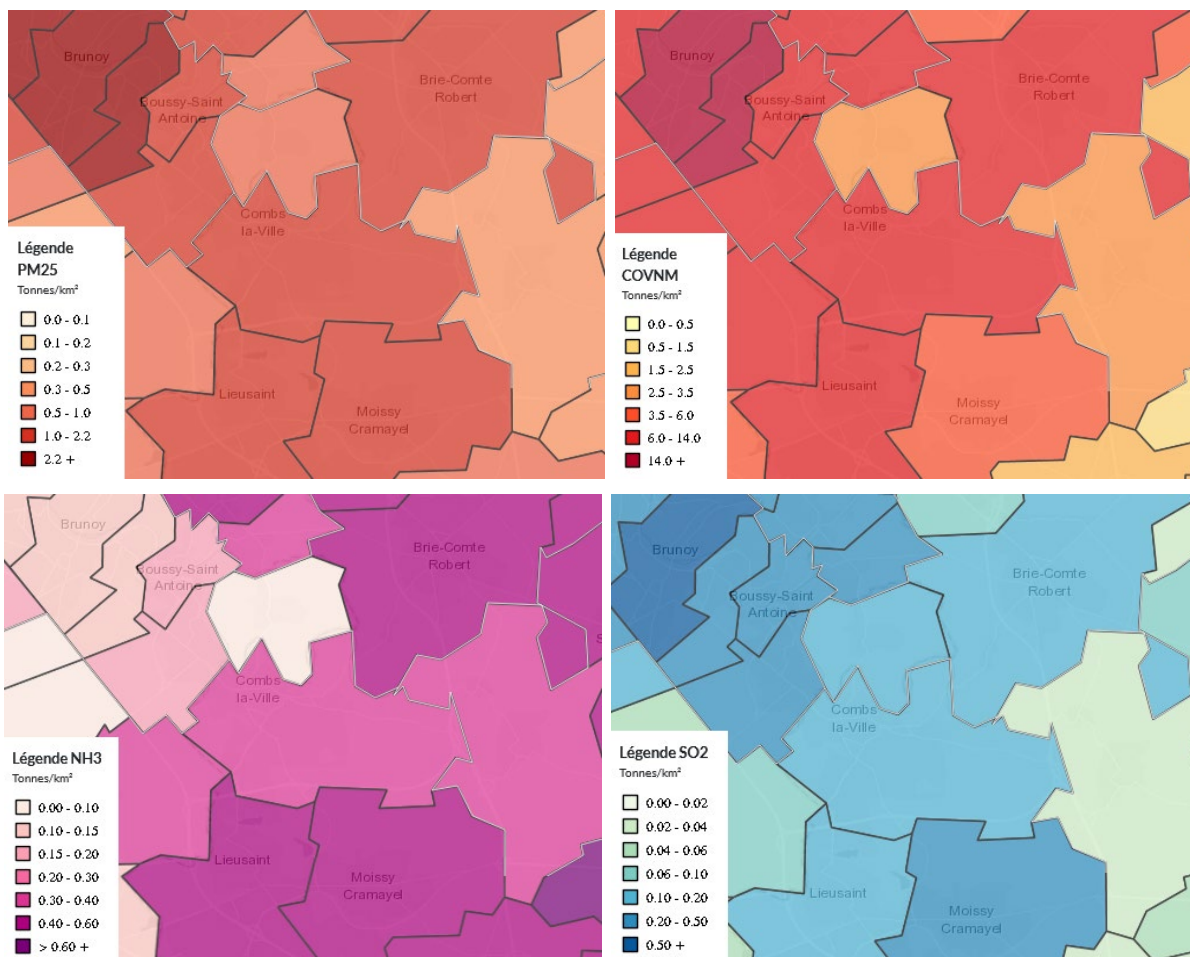 Brunoy
Boussy-Saint
Antoine
Brie-Comte
Robert
Combs
la-Ville
Lieusaint
Moissy
Cramayel
Légende
PM25
Tonnes/km²
0.0 - 0.1
0.1 - 0.2
0.2 - 0.3
0.3 - 0.5
0.5 - 1.0
1.0 - 2.2
2.2 +
Brunoy
Boussy-Saint
Antoine
Brie-Comte
Robert
Combs
la-Ville
Lieusaint
Moissy
Cramayel
Légende
COVNM
Tonnes/km²
0.0 - 0.5
0.5 - 1.5
1.5 - 2.5
2.5 - 3.5
3.5 - 6.0
6.0 - 14.0
14.0 +
Brunoy
Boussy-Saint
Antoine
Brie-Comte
Robert
Combs
la-Ville
Lieusaint
Moissy
Cramayel
Légende NH3
Tonnes/km²
0.00 - 0.10
0.10 - 0.15
0.15 - 0.20
0.20 - 0.30
0.30 - 0.40
0.40 - 0.60
> 0.60 +
Brunoy
Boussy-Saint
Antoine
Brie-Comte
Robert
Combs
la-Ville
Lieusaint
Moissy
Cramayel
Légende SO2
Tonnes/km²
0.00 - 0.02
0.02 - 0.04
0.04 - 0.06
0.06 - 0.10
0.10 - 0.20
0.20 - 0.50
0.50 +